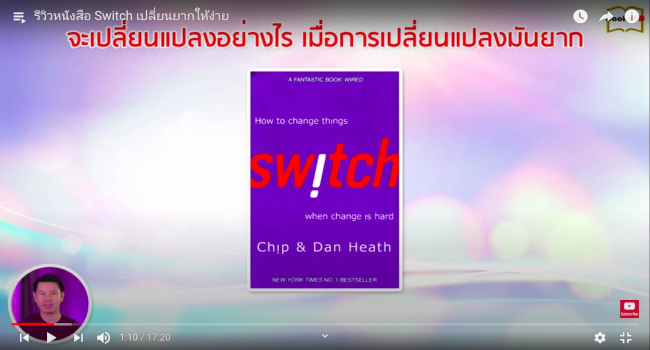 รีวิวหนังสือ Switch เปลี่ยนยากให้ง่าย
จะเปลี่ยนแปลงอย่างไร เมื่อการเปลี่ยนแปลงมันยาก
'A FANTASTIC BOOK' WIRED
How to change things
switch
when change is hard
Chip & Dan Heath
NEW YORK TIMES NO. 1 BESTSELLER
Subscribe
1:10 / 17:20